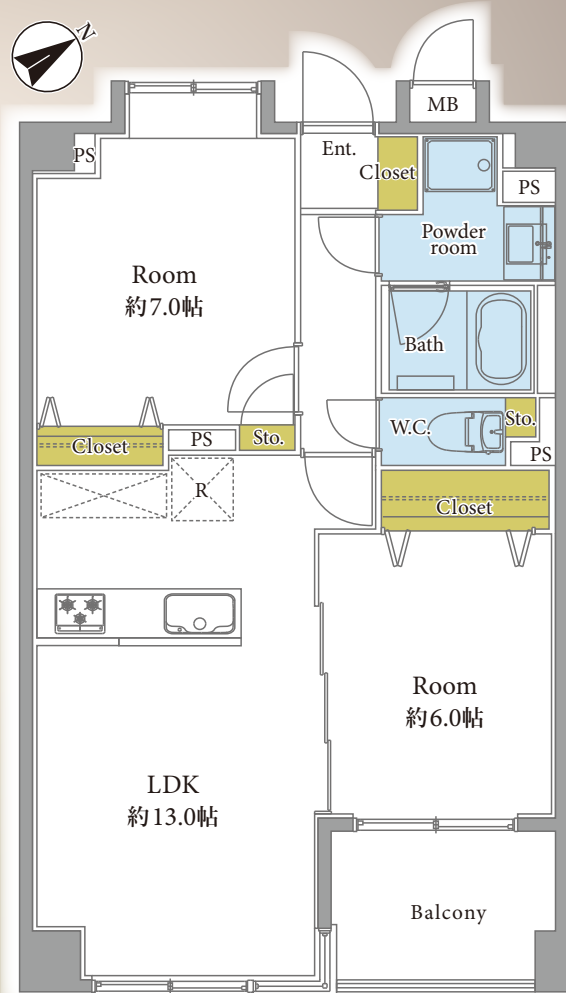 N
MB
PS
Ent.
Closet
PS
Powder
room
Room
約7.0帖
Bath
Closet
PS
Sto.
W.C.
Sto.
PS
R
Closet
Room
約6.0帖
LDK
約13.0帖
Balcony